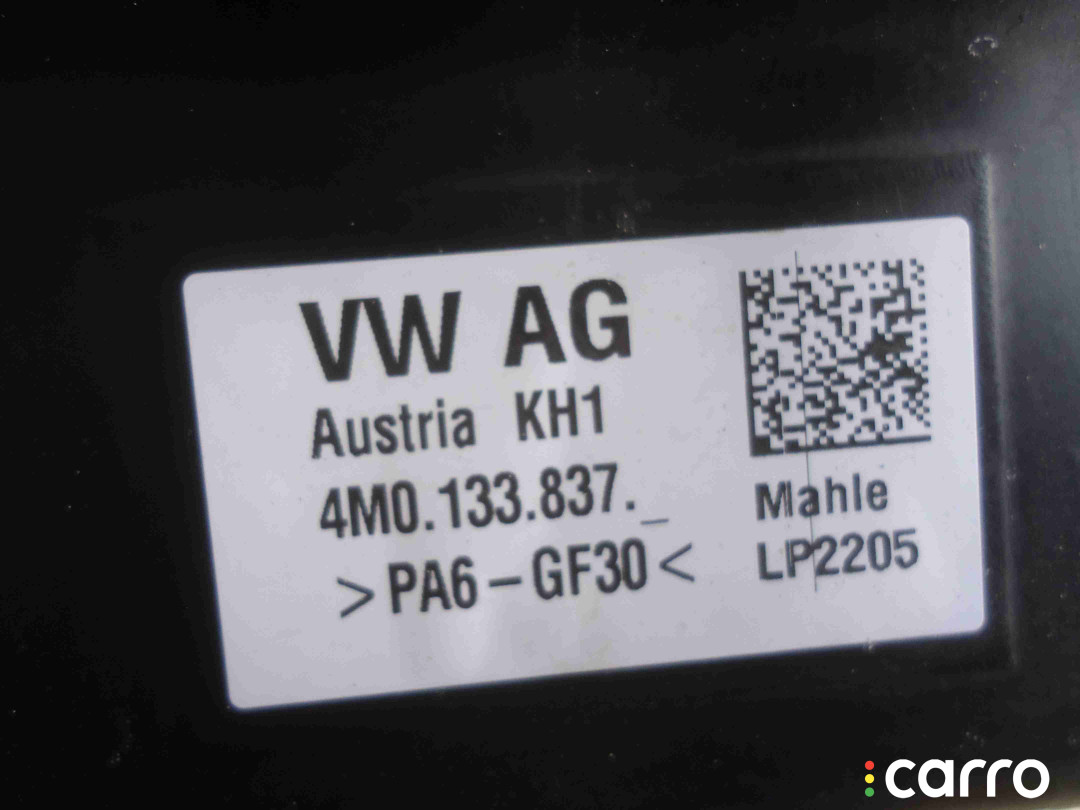 VW AG
Austria KH1
4M0.133.837._
>PA6-GF30<
Mahle
LP2205
carro